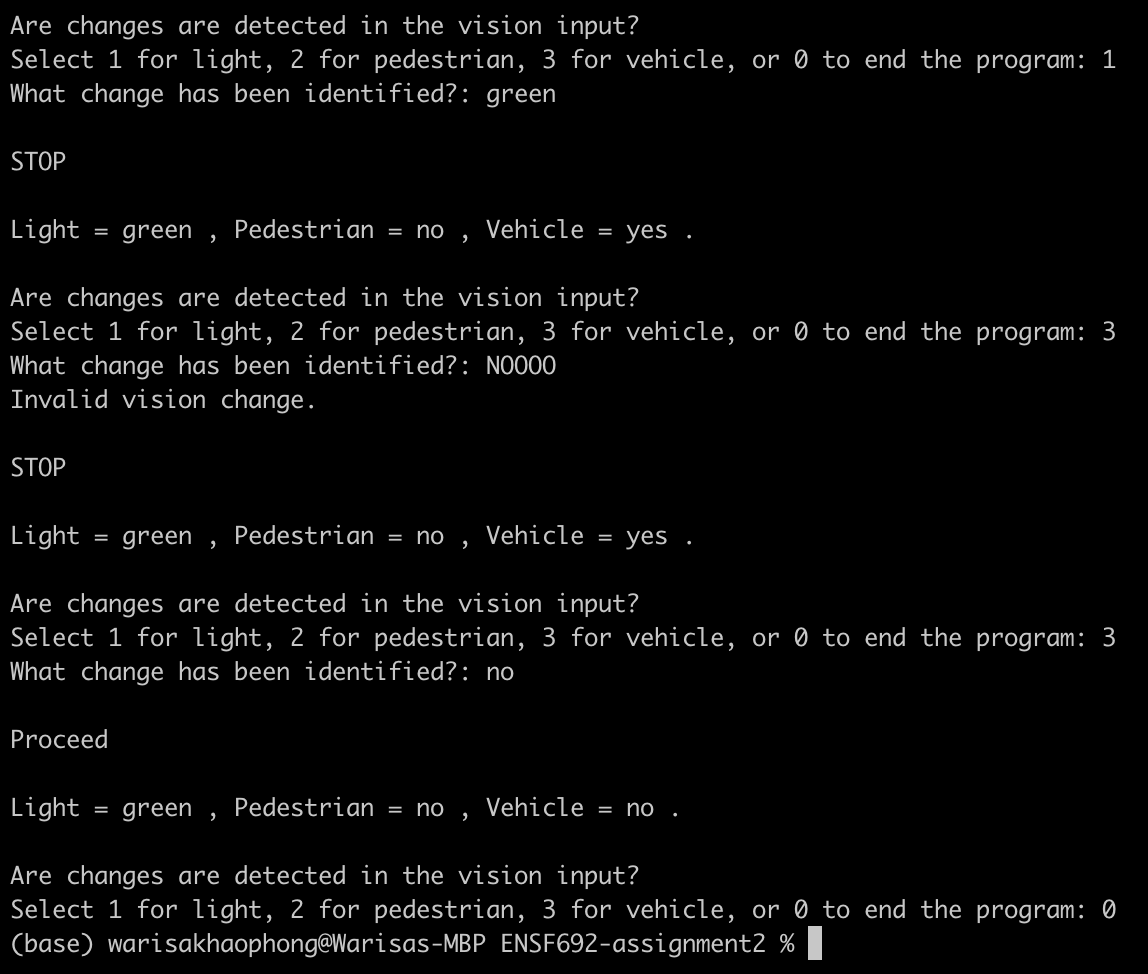 Are changes are detected in the vision input?
Select 1 for light, 2 for pedestrian, 3 for vehicle, or 0 to end the program: 1
What change has been identified?: green
STOP
Light = green , Pedestrian = no , Vehicle = yes .
Are changes are detected in the vision input?
Select 1 for light, 2 for pedestrian, 3 for vehicle, or 0 to end the program: 3
What change has been identified?: NOOOO
Invalid vision change.
STOP
Light = green , Pedestrian = no , Vehicle = yes .
Are changes are detected in the vision input?
Select 1 for light, 2 for pedestrian, 3 for vehicle, or 0 to end the program: 3
What change has been identified?: no
Proceed
Light = green , Pedestrian = no , Vehicle = no .
Are changes are detected in the vision input?
Select 1 for light, 2 for pedestrian, 3 for vehicle, or 0 to end the program: 0
(base) warisakhaophong@Warisas-MBP ENSF692-assignment2 %